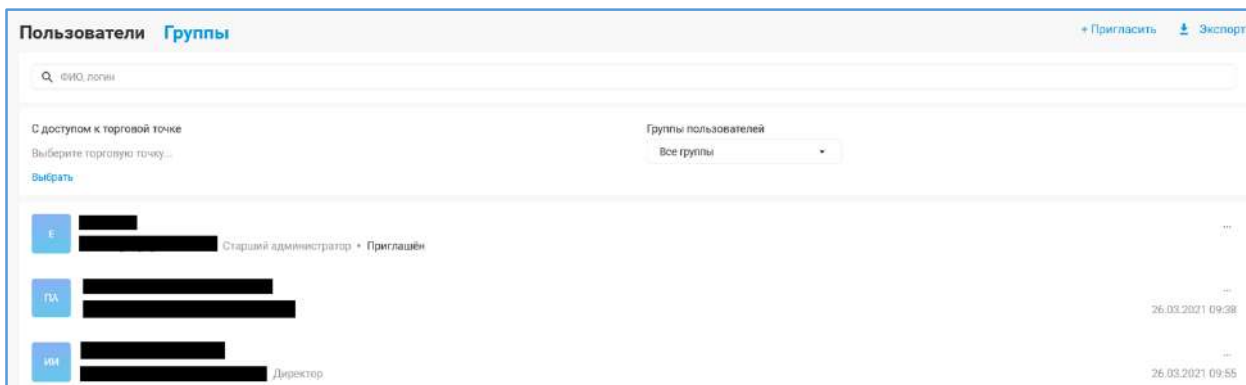 Пользователи Группы + Пригласить Экспорт
ФИО, логин
С доступом к торговой точке Группы пользователей
Выберите торговую точку... Все группы
Выбрать
Е ...
Старший администратор • Приглашён
ПА ...
26.03.2021 09:38
ИИ ...
Директор 26.03.2021 09:55